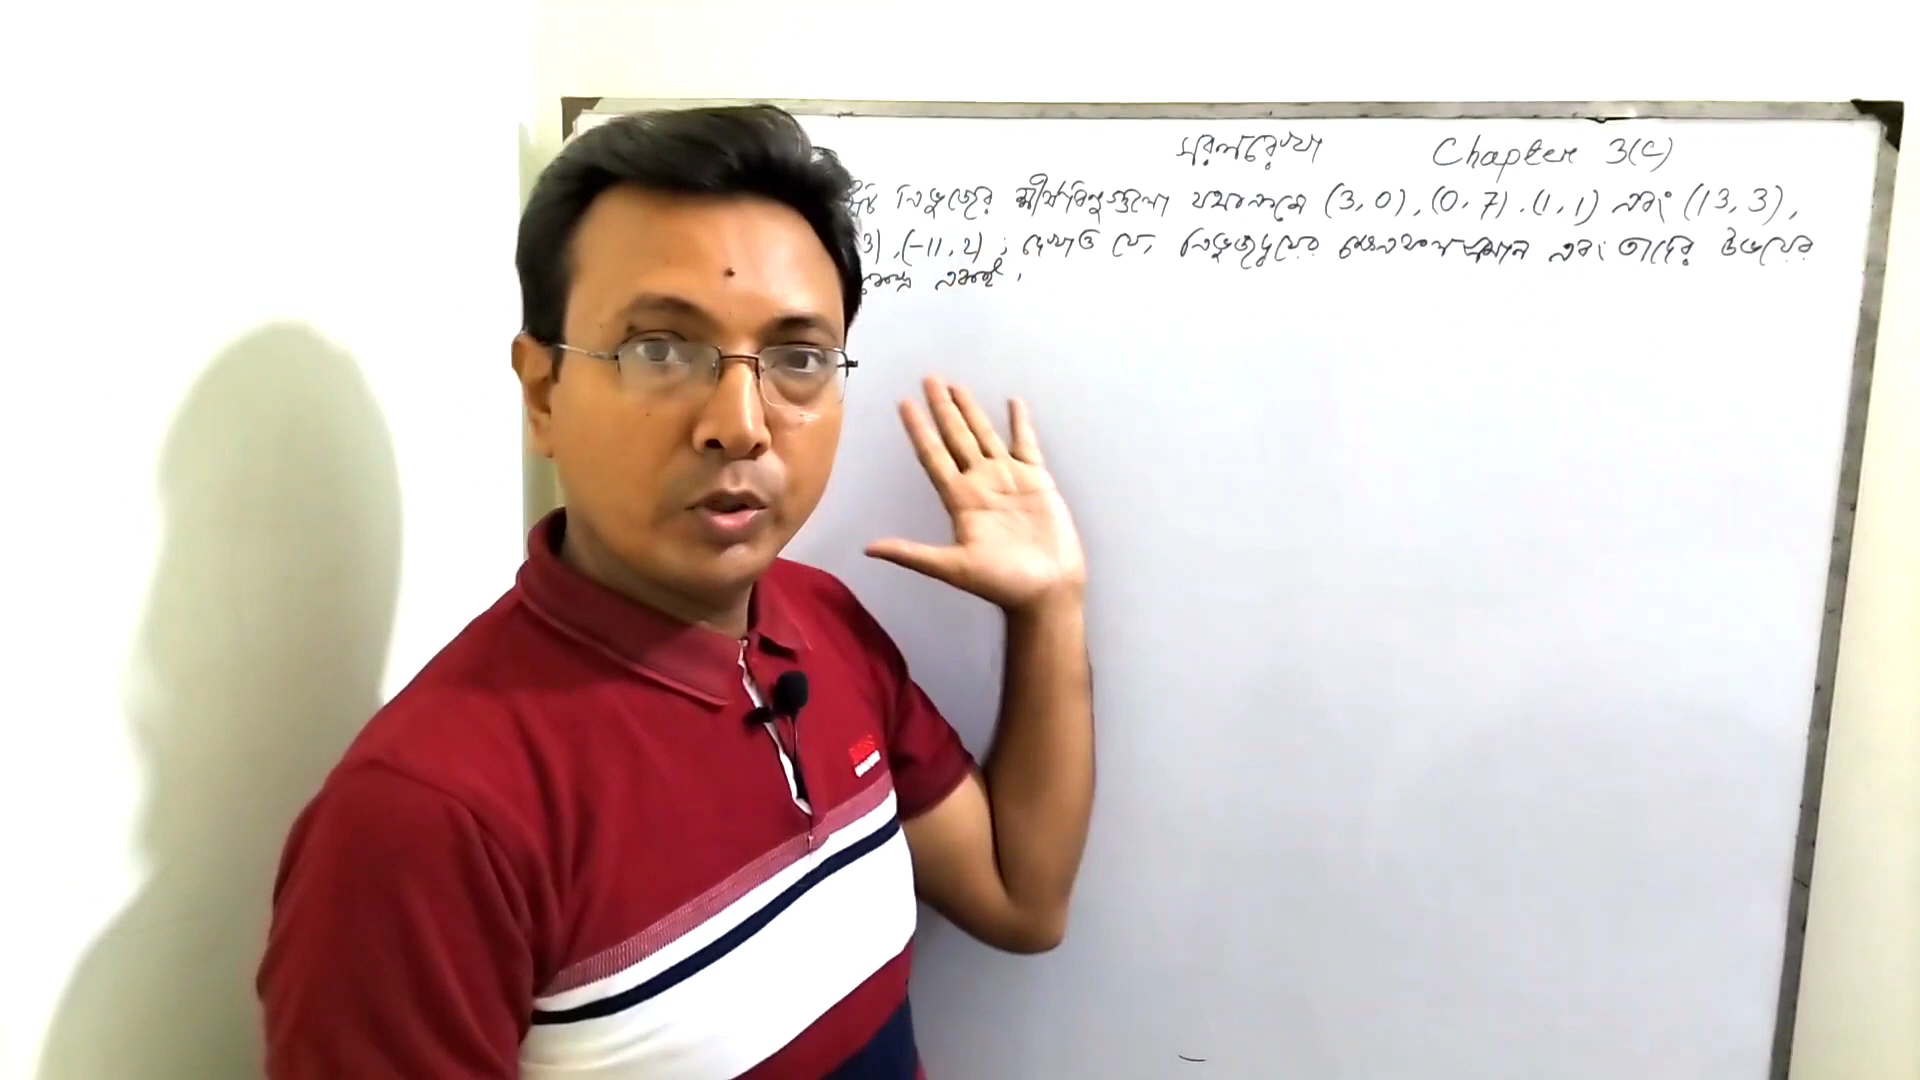 সরলরেখা Chapter 3(C)
ত্রিভুজের শীর্ষবিন্দুগুলো যথাক্রমে (3, 0), (0, 7), (1, 1) এবং (13, 3),
3), (-11, 2) ; দেখাও যে, ত্রিভুজদ্বয়ের ক্ষেত্রফল সমান এবং তাদের উভয়ের
একই ।